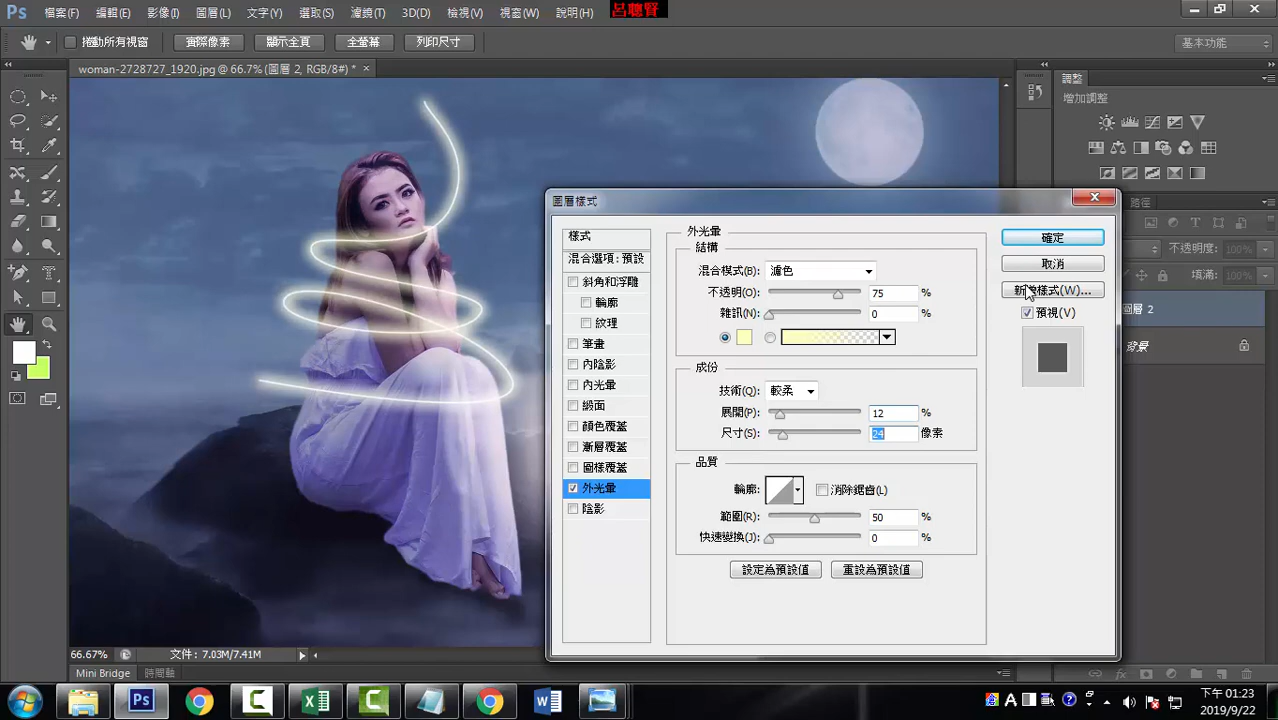 Ps 檔案(F) 編輯(E) 影像(I) 圖層(L) 文字(Y) 選取(S) 濾鏡(T) 3D(D) 檢視(V) 視窗(W) 說明(H) 呂聰賢
捲動所有視窗 實際像素 顯示全頁 全螢幕 列印尺寸 基本功能
woman-2728727_1920.jpg @ 66.7% (圖層 2, RGB/8#) * ×
調整
增加調整
圖層樣式
路徑
樣式
混合選項: 預設
斜角和浮雕
輪廓
紋理
筆畫
內陰影
內光暈
緞面
顏色覆蓋
漸層覆蓋
圖樣覆蓋
外光暈
陰影
外光暈
結構
混合模式(B): 濾色
不透明(O): 75 %
雜訊(N): 0 %
成份
技術(Q): 較柔
展開(P): 12 %
尺寸(S): 24 像素
品質
輪廓: 消除鋸齒(L)
範圍(R): 50 %
快速變換(J): 0 %
設定為預設值 重設為預設值
確定
取消
新增樣式(W)...
預視(V)
不透明度: 100%
填滿: 100%
圖層 2
背景
66.67% 文件: 7.03M/7.41M
Mini Bridge 時間軸
下午 01:23
2019/9/22